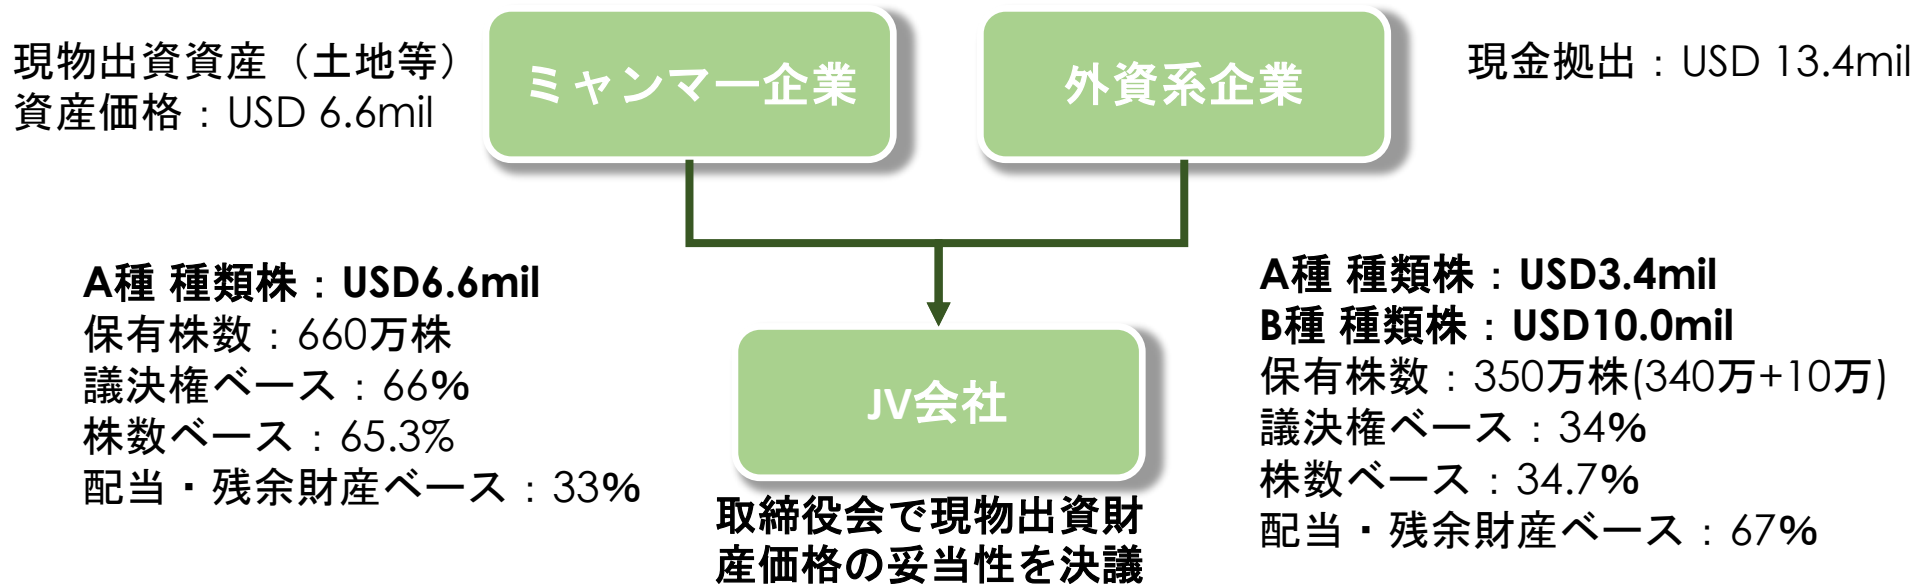 現物出資資産（土地等）
資産価格：USD 6.6mil
ミャンマー企業
外資系企業
現金拠出：USD 13.4mil
A種 種類株：USD6.6mil
保有株数：660万株
議決権ベース：66%
株数ベース：65.3%
配当・残余財産ベース：33%
A種 種類株：USD3.4mil
B種 種類株：USD10.0mil
保有株数：350万株(340万+10万)
議決権ベース：34%
株数ベース：34.7%
配当・残余財産ベース：67%
JV会社
取締役会で現物出資財
産価格の妥当性を決議